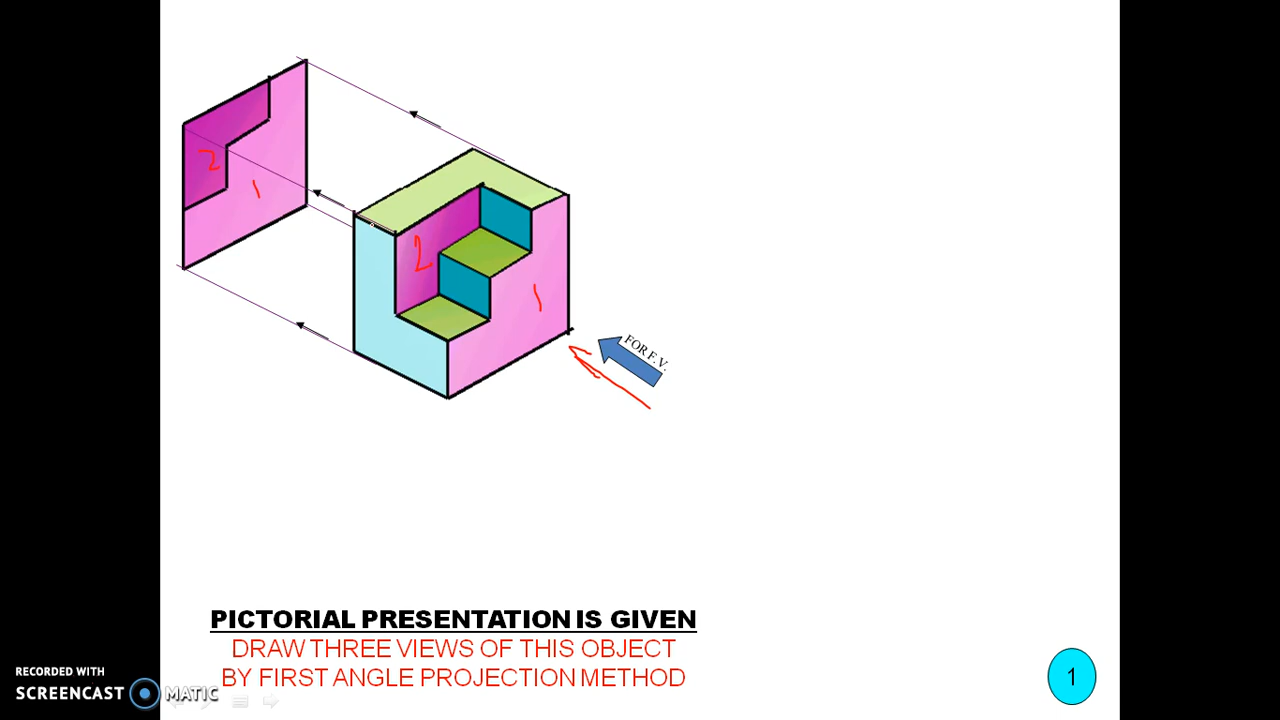 2
1
2
1
FOR F.V.
PICTORIAL PRESENTATION IS GIVEN
DRAW THREE VIEWS OF THIS OBJECT
BY FIRST ANGLE PROJECTION METHOD
1
RECORDED WITH
SCREENCAST MATIC